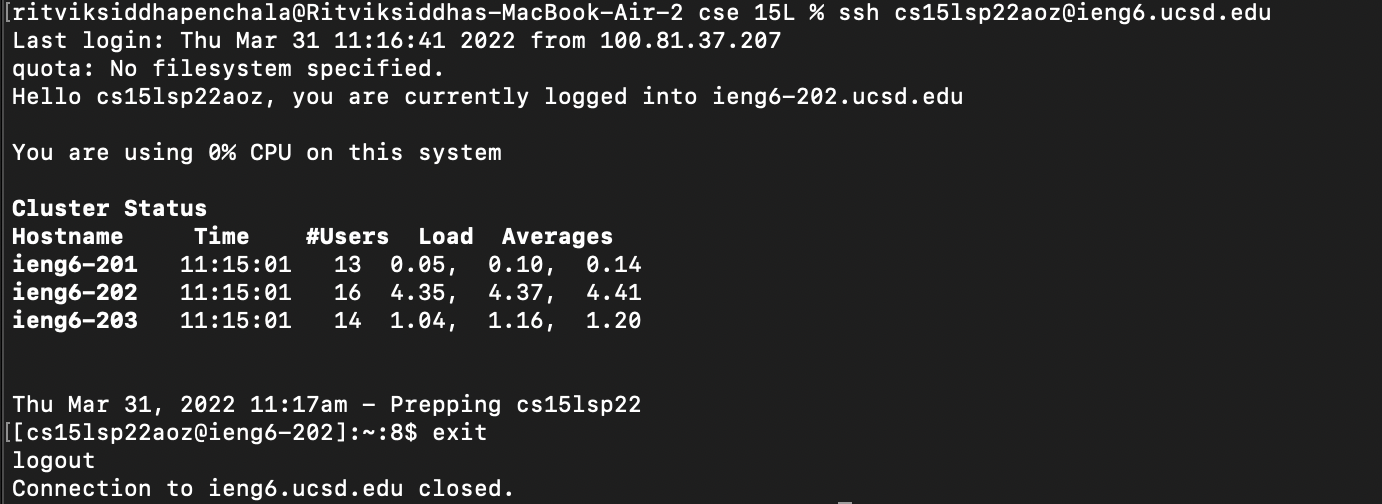 [ritviksiddhapenchala@Ritviksiddhas-MacBook-Air-2 cse 15L % ssh cs15lsp22aoz@ieng6.ucsd.edu
Last login: Thu Mar 31 11:16:41 2022 from 100.81.37.207
quota: No filesystem specified.
Hello cs15lsp22aoz, you are currently logged into ieng6-202.ucsd.edu
You are using 0% CPU on this system
Cluster Status
Hostname     Time    #Users  Load  Averages
ieng6-201   11:15:01   13  0.05,  0.10,  0.14
ieng6-202   11:15:01   16  4.35,  4.37,  4.41
ieng6-203   11:15:01   14  1.04,  1.16,  1.20
Thu Mar 31, 2022 11:17am - Prepping cs15lsp22
[[cs15lsp22aoz@ieng6-202]:~:8$ exit
logout
Connection to ieng6.ucsd.edu closed.